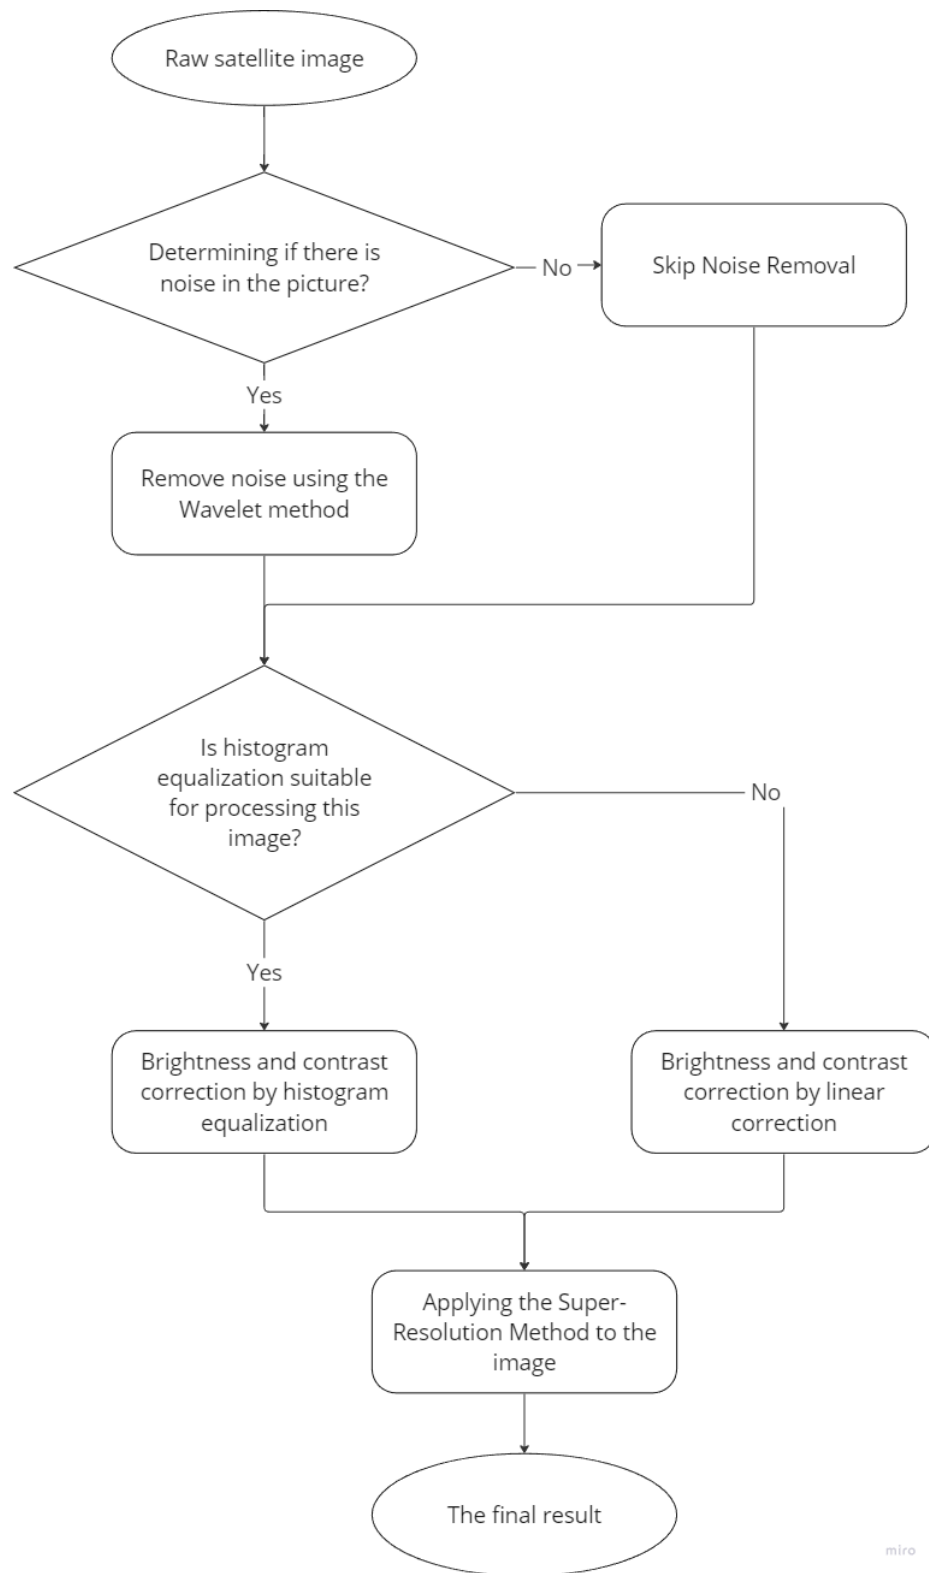 Raw satellite image
Determining if there is
noise in the picture?
No
Skip Noise Removal
Yes
Remove noise using the
Wavelet method
Is histogram
equalization suitable
for processing this
image?
No
Yes
Brightness and contrast
correction by histogram
equalization
Brightness and contrast
correction by linear
correction
Applying the Super-
Resolution Method to the
image
The final result
miro